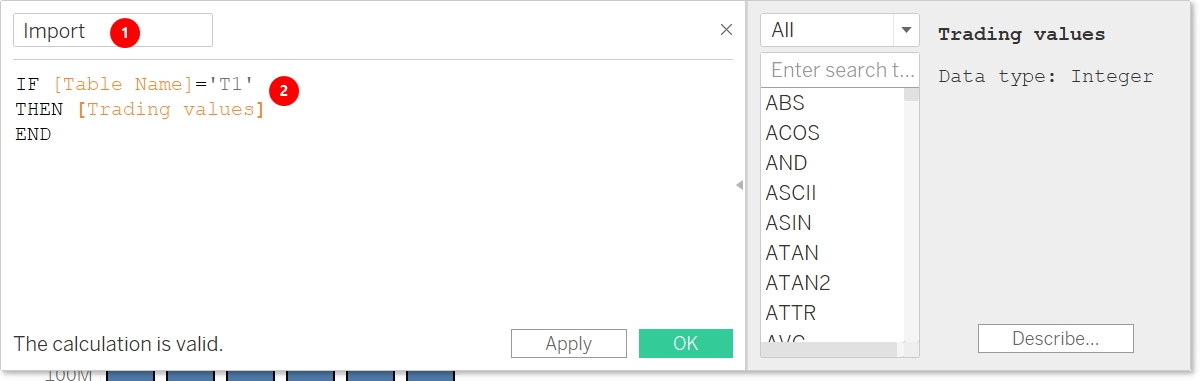 Import
1
IF [Table Name]='T1'
2
THEN [Trading values]
END
The calculation is valid.
Apply
OK
All
Enter search t...
ABS
ACOS
AND
ASCII
ASIN
ATAN
ATAN2
ATTR
AVG
Trading values
Data type: Integer
Describe...
100M